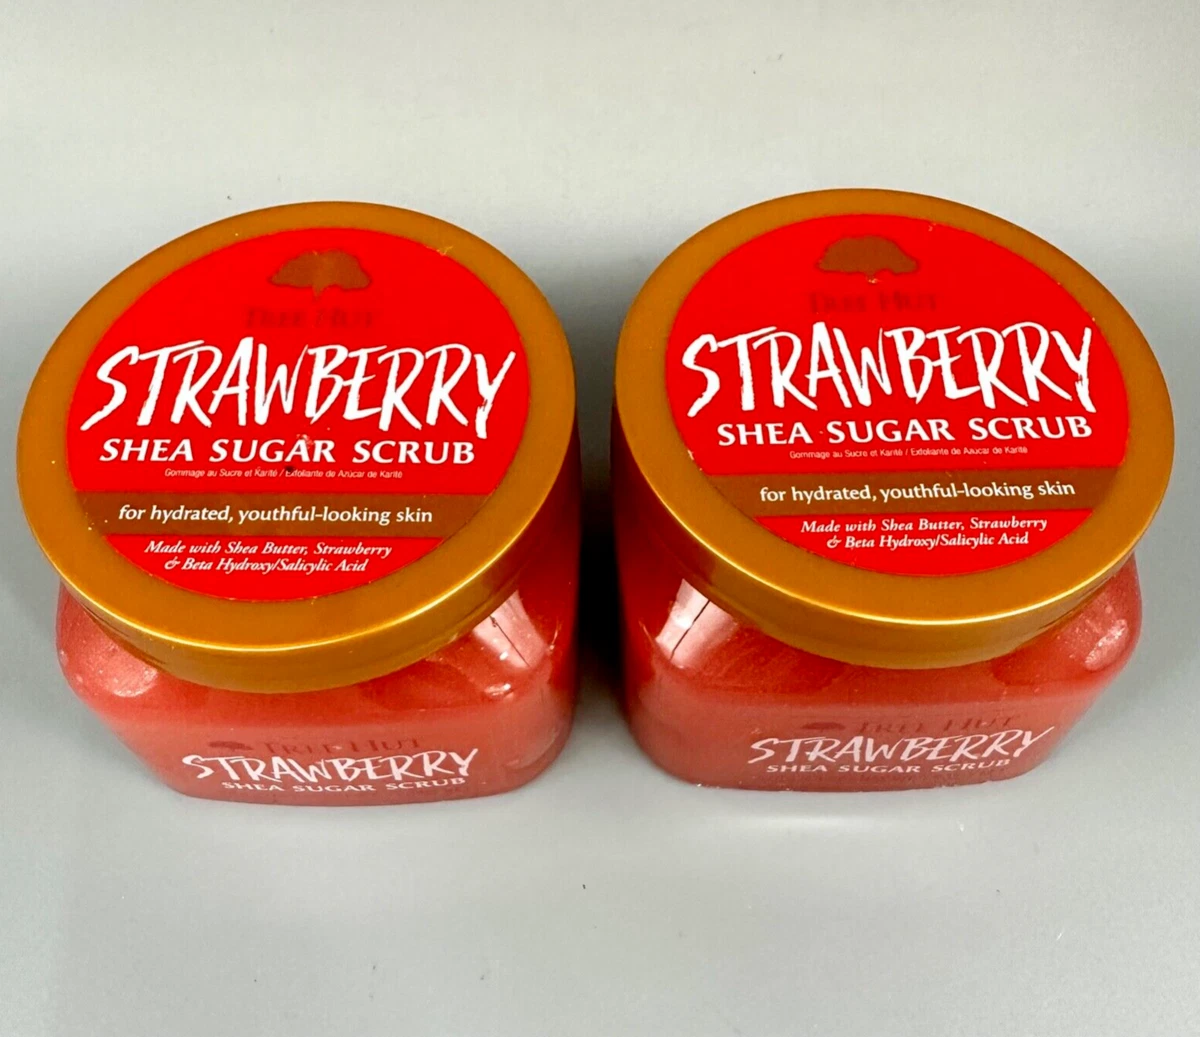 TREE HUT
STRAWBERRY
SHEA SUGAR SCRUB
Gommage au Sucre et Karité / Exfoliante de Azúcar de Karité
for hydrated, youthful-looking skin
Made with Shea Butter, Strawberry
& Beta Hydroxy/Salicylic Acid
TREE HUT
STRAWBERRY
SHEA SUGAR SCRUB
TREE HUT
STRAWBERRY
SHEA SUGAR SCRUB
Gommage au Sucre et Karité / Exfoliante de Azúcar de Karité
for hydrated, youthful-looking skin
Made with Shea Butter, Strawberry
& Beta Hydroxy/Salicylic Acid
TREE HUT
STRAWBERRY
SHEA SUGAR SCRUB